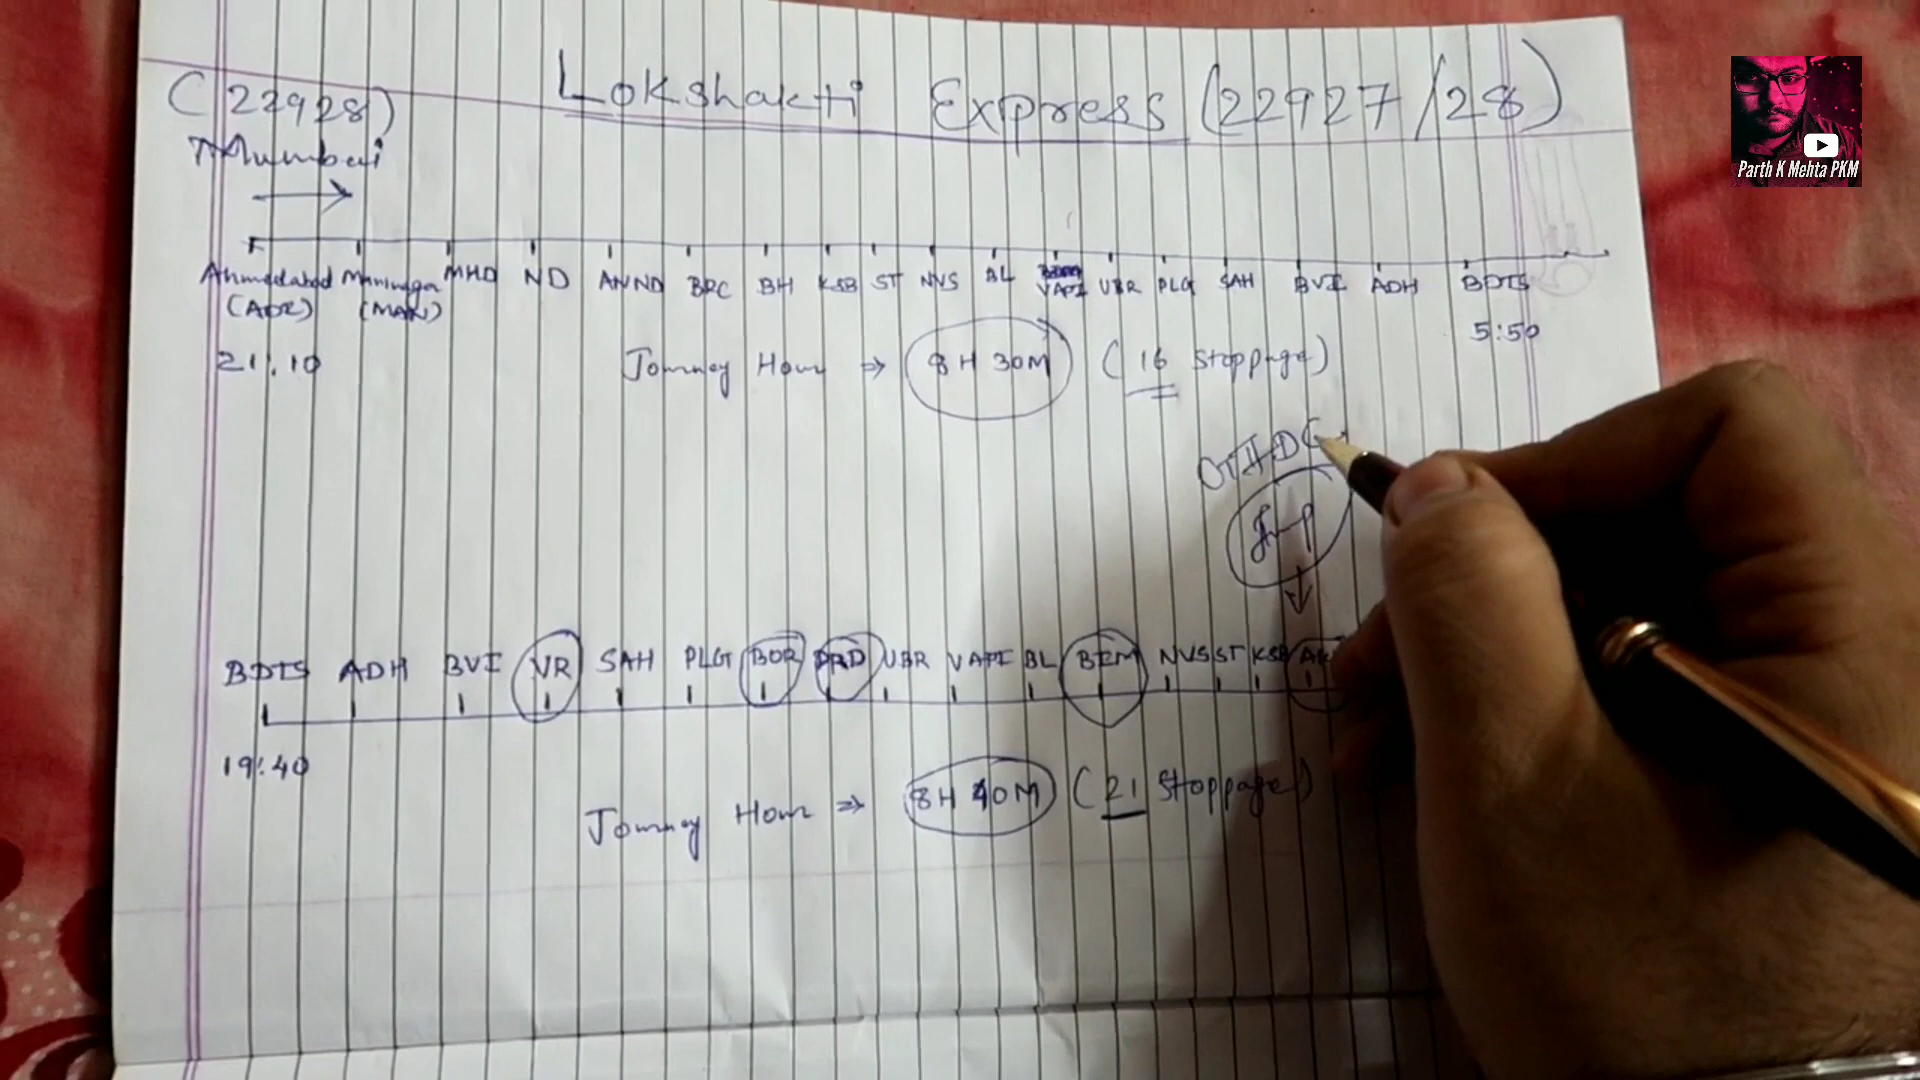 (22928) Lokshakti Express (22927/28)
Mumbai
Parth K Mehta PKM
Ahmedabad MHD ND ANND BRC BH KSB ST NVS BL VAPI UBR PLG SAH BVI ADH BDTS
(ADI) (MAN)
21:10 5:50
Journey Hour ⇒ 8H 30M (16 Stoppage)
Imp
BDTS ADH BVI VR SAH PLG BOR DRD UBR VAPI BL BIM NVS ST KSB
19:40
Journey Hour ⇒ 8H 40M (21 Stoppage)